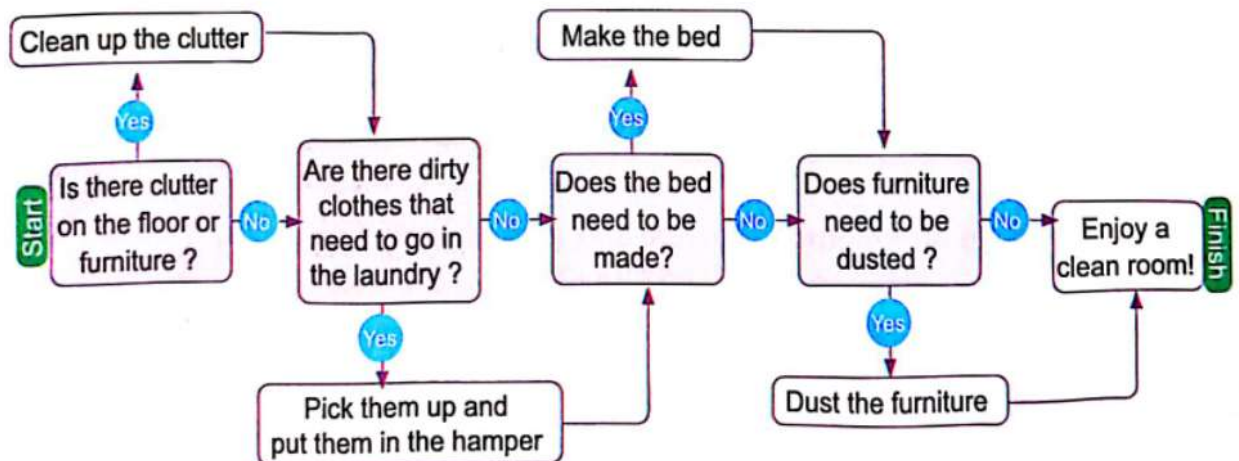 Clean up the clutter
Yes
Start
Is there clutter
on the floor or
furniture ?
No
Are there dirty
clothes that
need to go in
the laundry ?
Yes
Pick them up and
put them in the hamper
No
Make the bed
Yes
Does the bed
need to be
made?
No
Does furniture
need to be
dusted ?
Yes
Dust the furniture
No
Enjoy a
clean room!
Finish